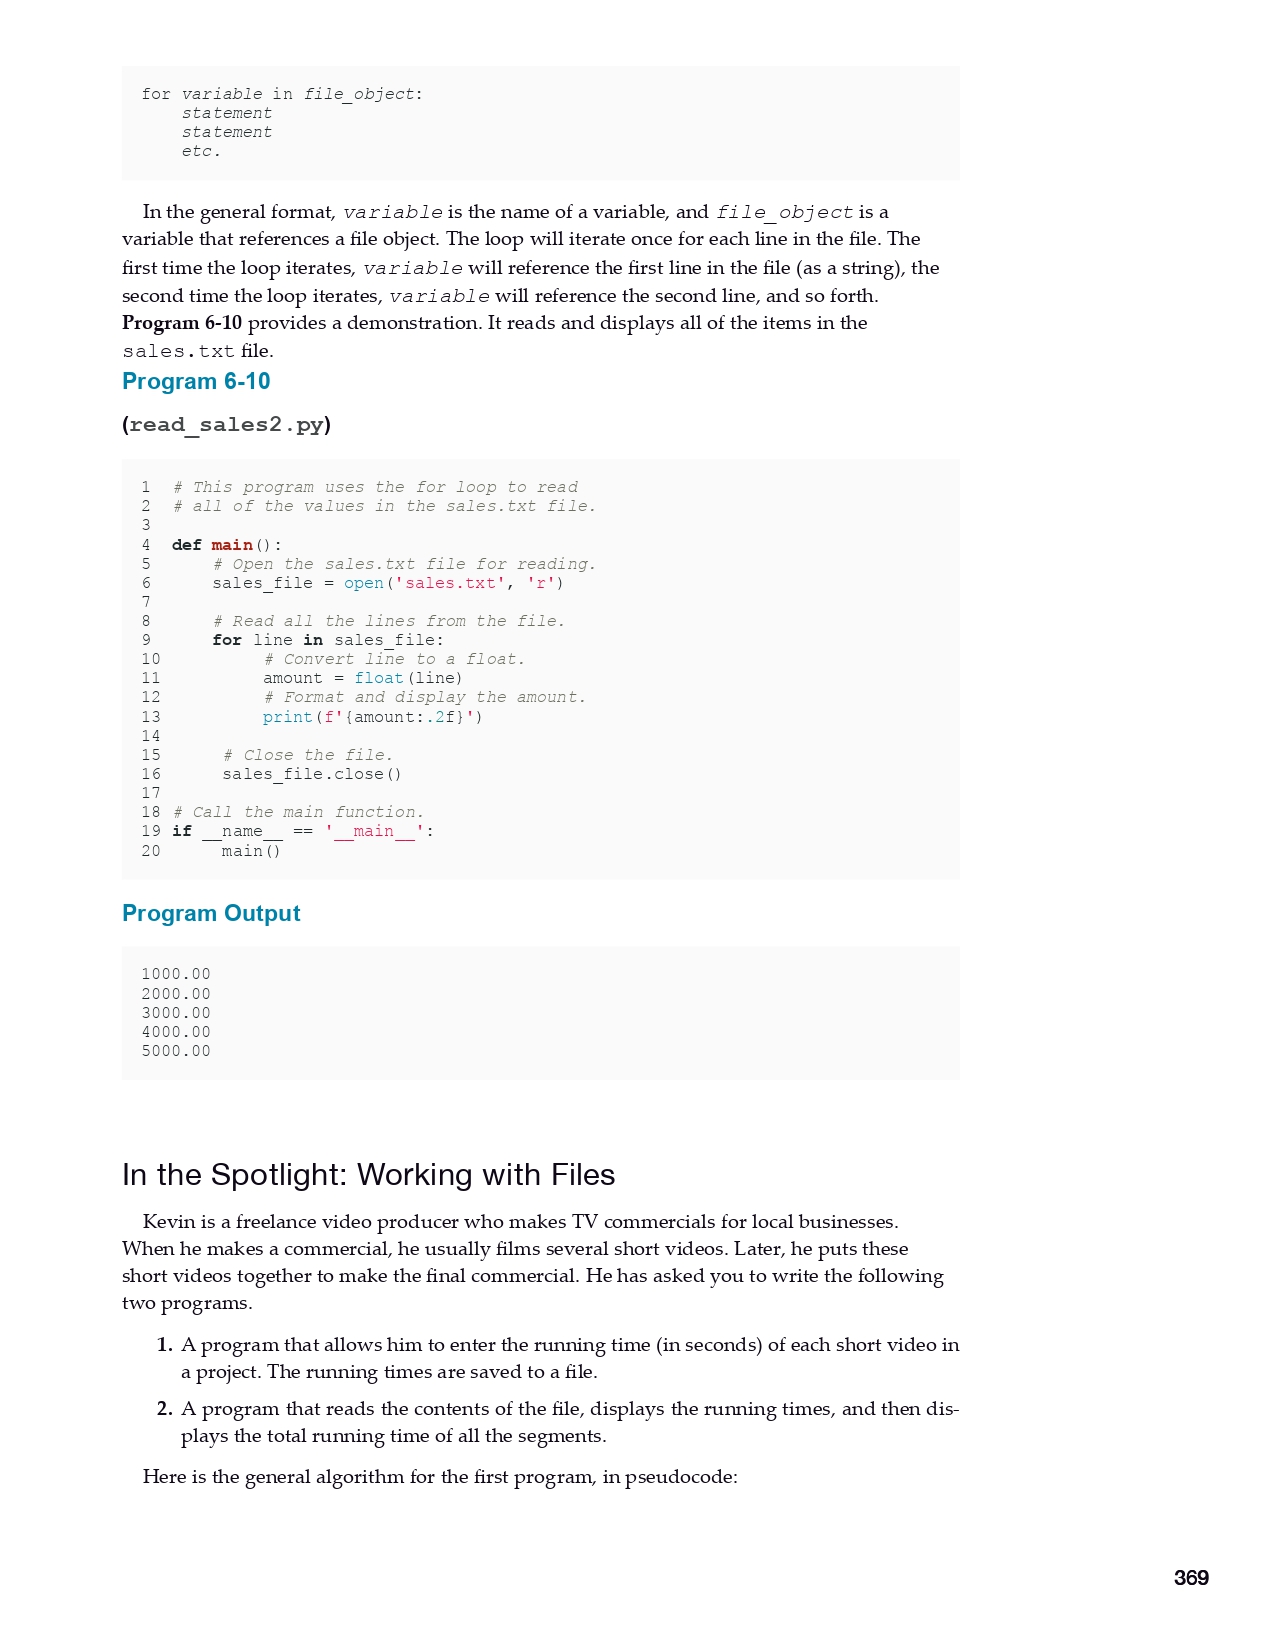 for variable in file_object:
    statement
    statement
    etc.
In the general format, variable is the name of a variable, and file_object is a
variable that references a file object. The loop will iterate once for each line in the file. The
first time the loop iterates, variable will reference the first line in the file (as a string), the
second time the loop iterates, variable will reference the second line, and so forth.
Program 6-10 provides a demonstration. It reads and displays all of the items in the
sales.txt file.
Program 6-10
(read_sales2.py)
1  # This program uses the for loop to read
2  # all of the values in the sales.txt file.
3
4  def main():
5      # Open the sales.txt file for reading.
6      sales_file = open('sales.txt', 'r')
7
8      # Read all the lines from the file.
9      for line in sales_file:
10          # Convert line to a float.
11          amount = float(line)
12          # Format and display the amount.
13          print(f'{amount:.2f}')
14
15      # Close the file.
16      sales_file.close()
17
18 # Call the main function.
19 if __name__ == '__main__':
20      main()
Program Output
1000.00
2000.00
3000.00
4000.00
5000.00
In the Spotlight: Working with Files
Kevin is a freelance video producer who makes TV commercials for local businesses.
When he makes a commercial, he usually films several short videos. Later, he puts these
short videos together to make the final commercial. He has asked you to write the following
two programs.
1. A program that allows him to enter the running time (in seconds) of each short video in
a project. The running times are saved to a file.
2. A program that reads the contents of the file, displays the running times, and then dis-
plays the total running time of all the segments.
Here is the general algorithm for the first program, in pseudocode:
369